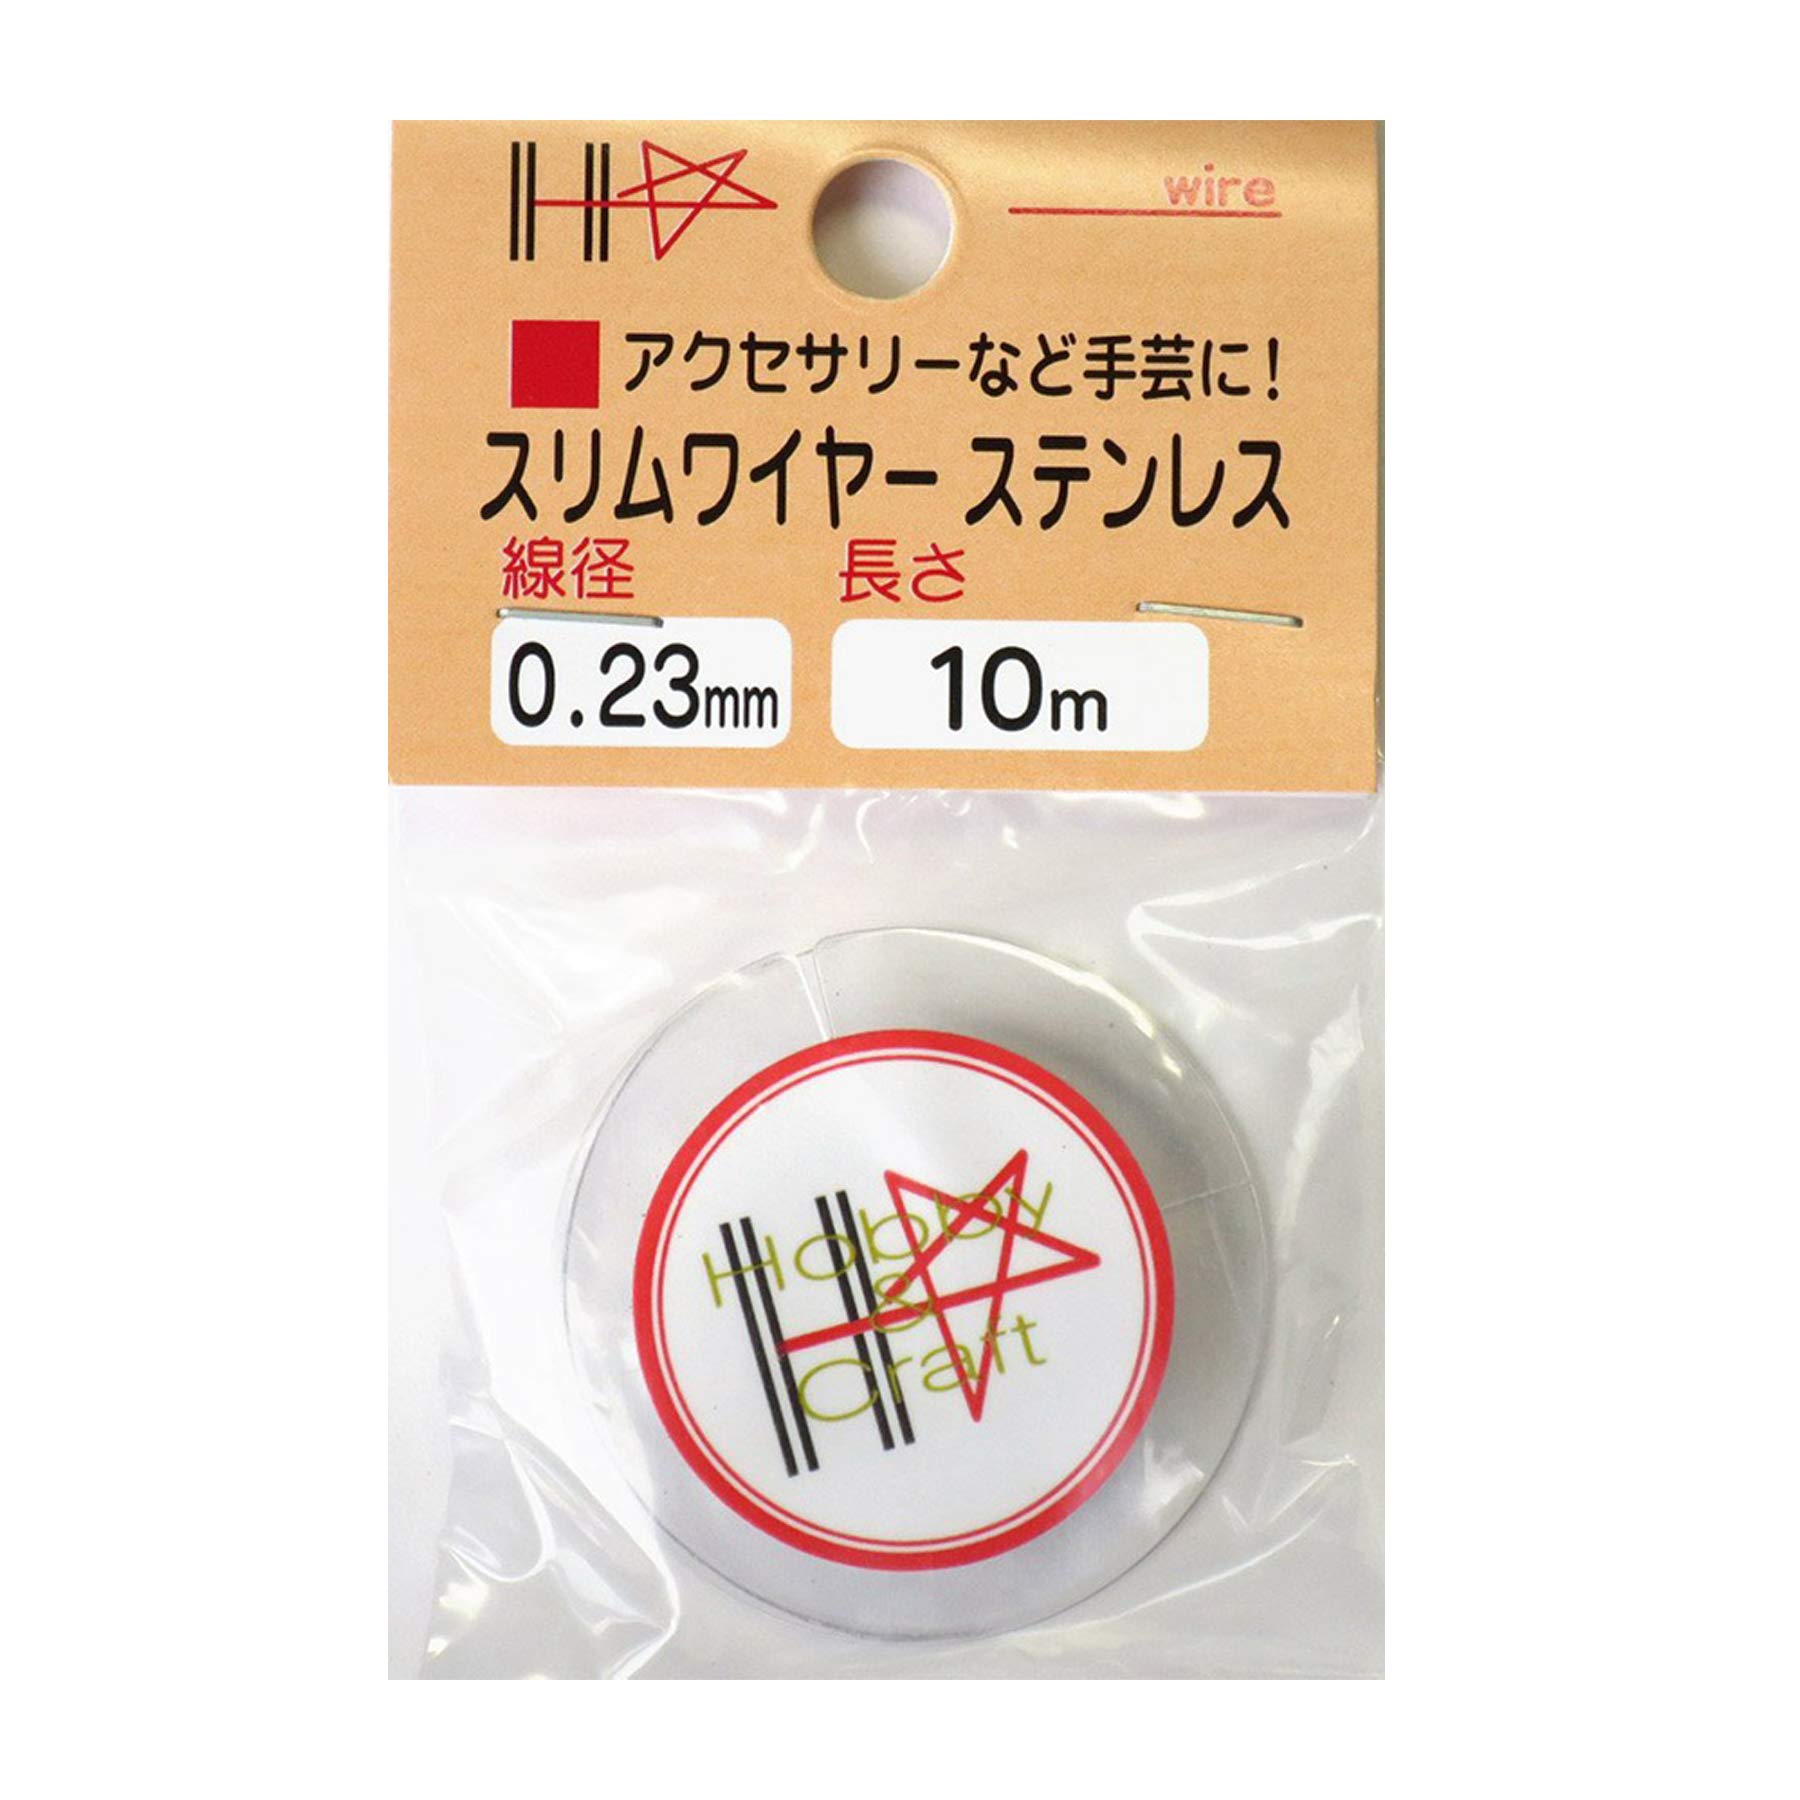 wire
アクセサリーなど手芸に!
スリムワイヤー ステンレス
線径 長さ
0.23mm 10m
Hobby
&
Craft